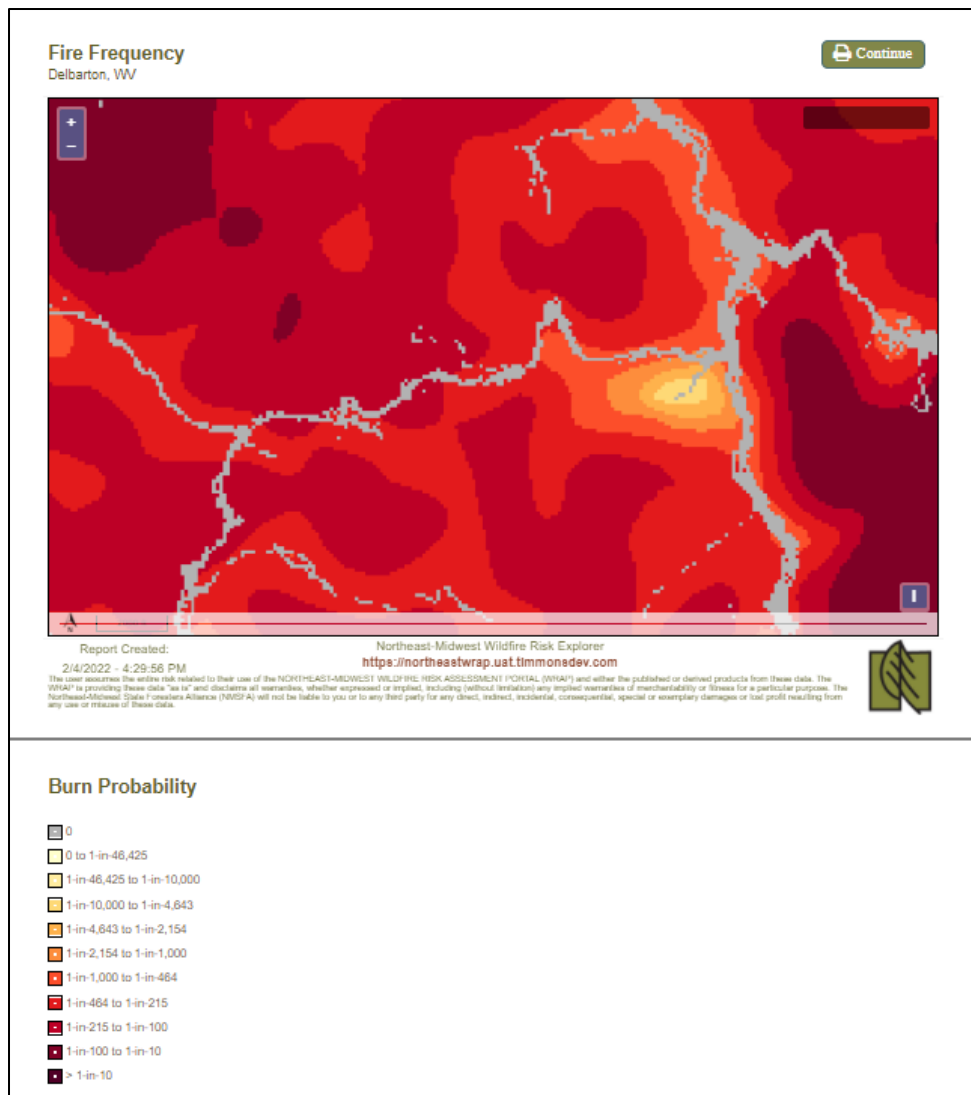 Fire Frequency
Delbarton, WV
Continue
+
−
N
Report Created:
2/4/2022 - 4:29:56 PM
Northeast-Midwest Wildfire Risk Explorer
https://northeastwrap.uat.timmonsdev.com
The user assumes the entire risk related to their use of the NORTHEAST-MIDWEST WILDFIRE RISK ASSESSMENT PORTAL (WRAP) and either the published or derived products from these data. The
WRAP is providing these data "as is" and disclaims all warranties, whether expressed or implied, including (without limitation) any implied warranties of merchantability or fitness for a particular purpose. The
Northeast-Midwest State Foresters Alliance (NMSFA) will not be liable to you or to any third party for any direct, indirect, incidental, consequential, special or exemplary damages or lost profit resulting from
any use or misuse of these data.
Burn Probability
0
0 to 1-in-46,425
1-in-46,425 to 1-in-10,000
1-in-10,000 to 1-in-4,643
1-in-4,643 to 1-in-2,154
1-in-2,154 to 1-in-1,000
1-in-1,000 to 1-in-464
1-in-464 to 1-in-215
1-in-215 to 1-in-100
1-in-100 to 1-in-10
> 1-in-10